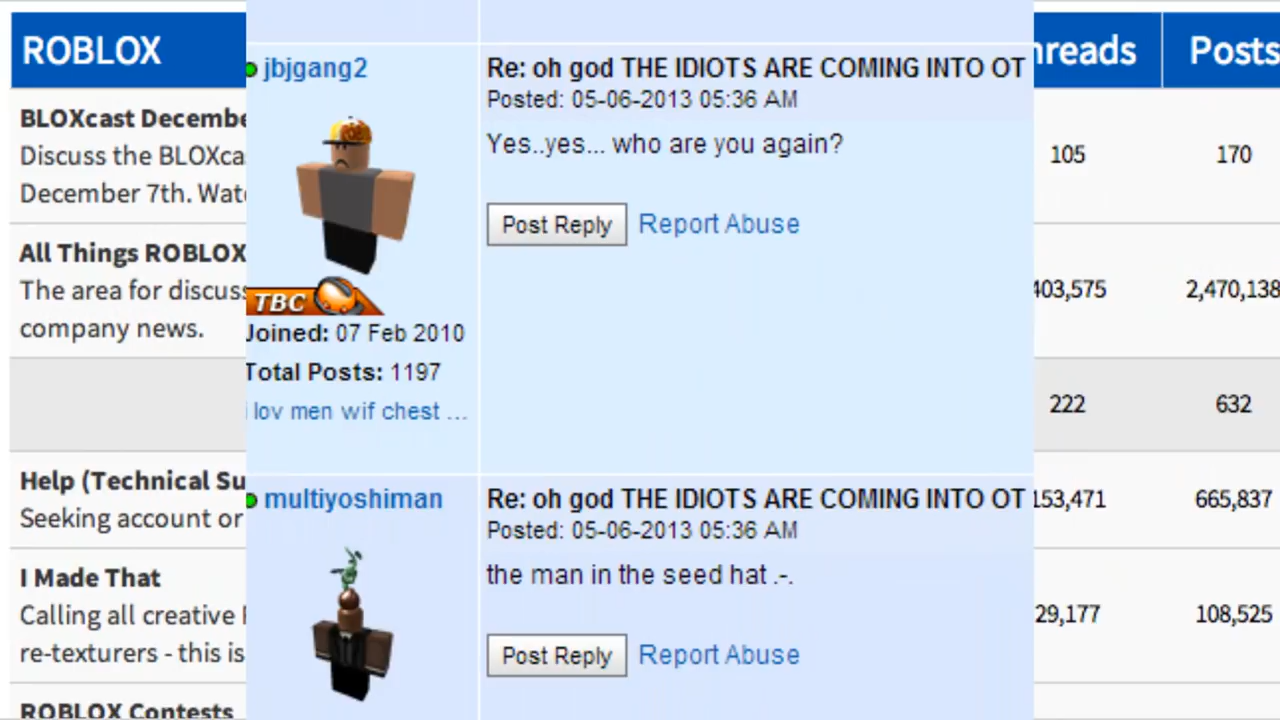 ROBLOX
hreads
Posts
BLOXcast Decembe
Discuss the BLOXca
December 7th. Wat
105
170
All Things ROBLOX
The area for discuss
company news.
403,575
2,470,138
222
632
Help (Technical Su
Seeking account or
153,471
665,837
I Made That
Calling all creative
re-texturers - this is
29,177
108,525
ROBLOX Contests
jbjgang2
TBC
Joined: 07 Feb 2010
Total Posts: 1197
i lov men wif chest ...
Re: oh god THE IDIOTS ARE COMING INTO OT
Posted: 05-06-2013 05:36 AM
Yes..yes... who are you again?
Post Reply
Report Abuse
multiyoshiman
Re: oh god THE IDIOTS ARE COMING INTO OT
Posted: 05-06-2013 05:36 AM
the man in the seed hat .-.
Post Reply
Report Abuse